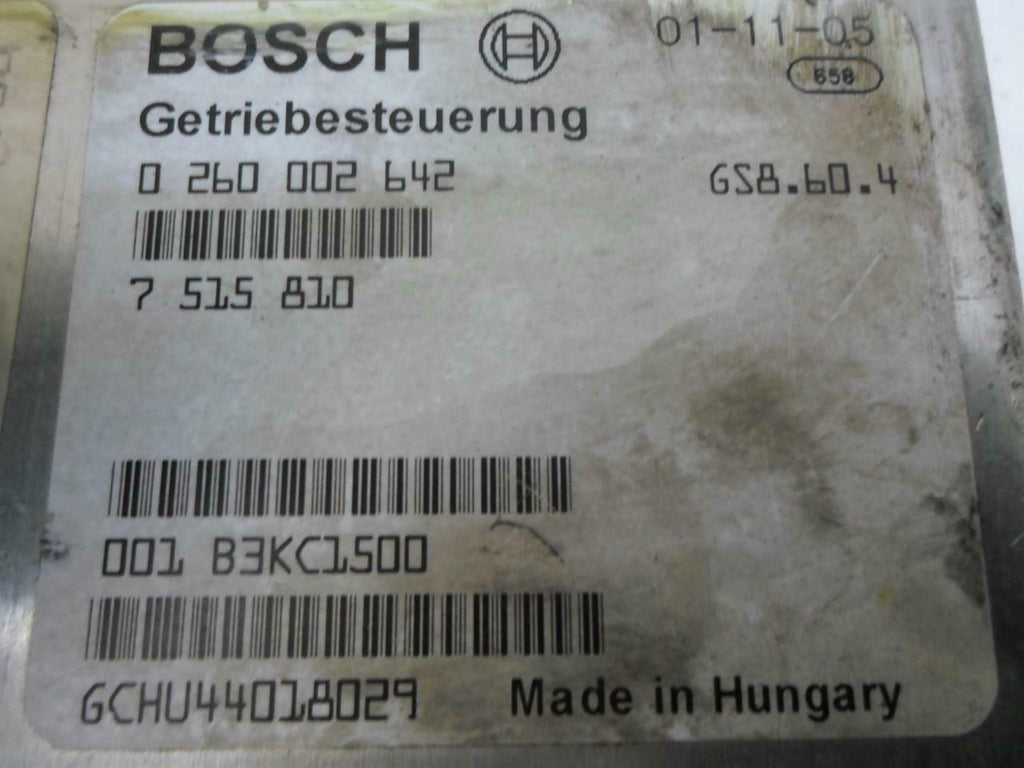 BOSCH 01-11-05
658
Getriebesteuerung
0 260 002 642 GS8.60.4
7 515 810
001 B3KC1500
GCHU44018029 Made in Hungary